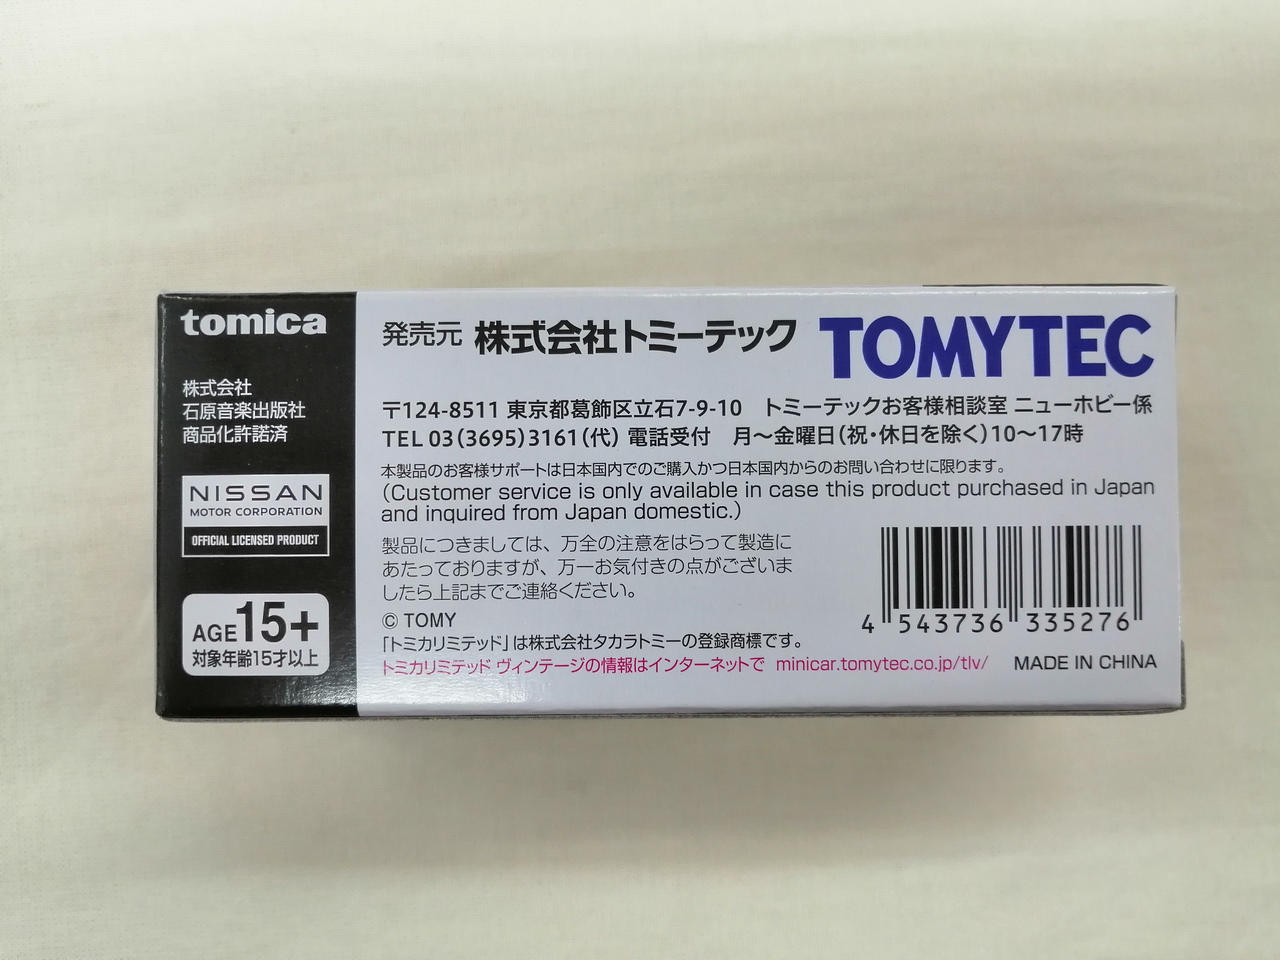 tomica
株式会社
石原音楽出版社
商品化許諾済
NISSAN
MOTOR CORPORATION
OFFICIAL LICENSED PRODUCT
AGE15+
対象年齢15才以上
発売元 株式会社トミーテック TOMYTEC
〒124-8511 東京都葛飾区立石7-9-10 トミーテックお客様相談室 ニューホビー係
TEL 03(3695)3161(代) 電話受付 月〜金曜日(祝・休日を除く)10〜17時
本製品のお客様サポートは日本国内でのご購入かつ日本国内からのお問い合わせに限ります。
(Customer service is only available in case this product purchased in Japan
and inquired from Japan domestic.)
製品につきましては、万全の注意をはらって製造に
あたっておりますが、万一お気付きの点がございま
したら上記までご連絡ください。
© TOMY
「トミカリミテッド」は株式会社タカラトミーの登録商標です。
トミカリミテッド ヴィンテージの情報はインターネットで minicar.tomytec.co.jp/tlv/
4 543736 335276
MADE IN CHINA